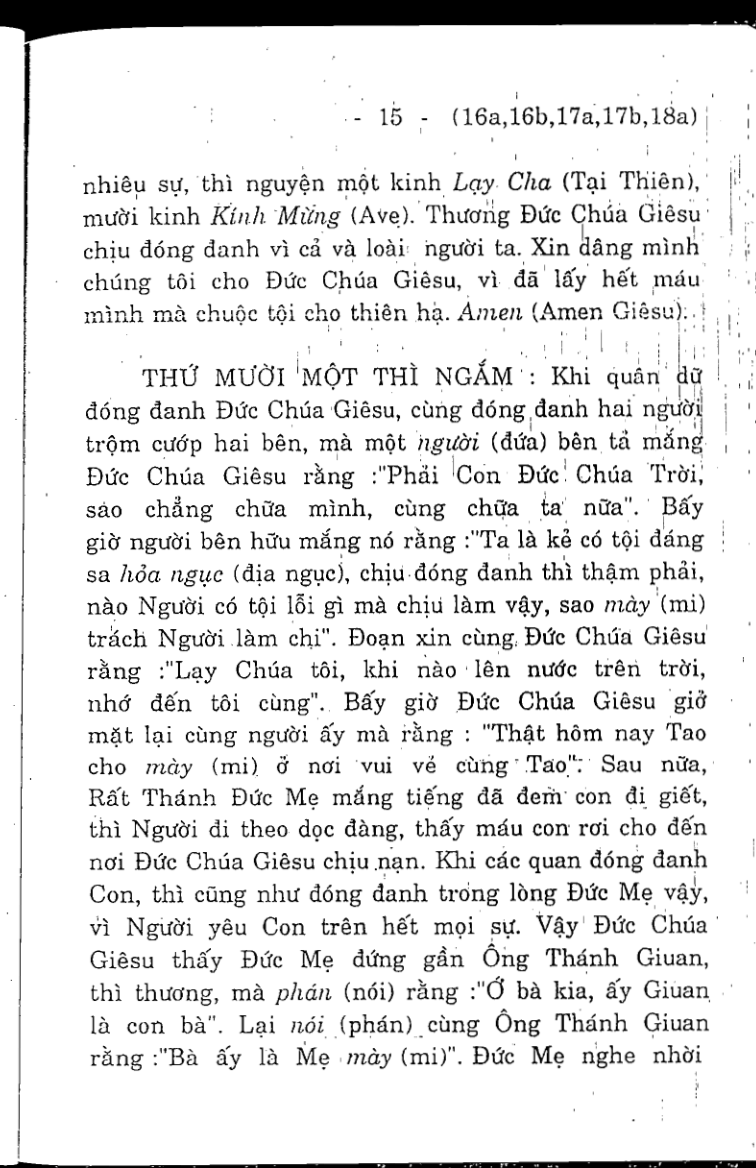 - 15 - (16a,16b,17a,17b,18a)
nhiêu sự, thì nguyện một kinh Lạy Cha (Tại Thiên),
mười kinh Kính Mừng (Ave). Thương Đức Chúa Giêsu
chịu đóng đanh vì cả và loài người ta. Xin dâng mình
chúng tôi cho Đức Chúa Giêsu, vì đã lấy hết máu
mình mà chuộc tội cho thiên hạ. Amen (Amen Giêsu).
THỨ MƯỜI MỘT THÌ NGẮM : Khi quân dữ
đóng đanh Đức Chúa Giêsu, cùng đóng đanh hai người
trộm cướp hai bên, mà một người (đứa) bên tả mắng
Đức Chúa Giêsu rằng :"Phải Con Đức Chúa Trời,
sao chẳng chữa mình, cùng chữa ta nữa". Bấy
giờ người bên hữu mắng nó rằng :"Ta là kẻ có tội đáng
sa hỏa ngục (địa ngục), chịu đóng đanh thì thậm phải,
nào Người có tội lỗi gì mà chịu làm vậy, sao mày (mi)
trách Người làm chi". Đoạn xin cùng Đức Chúa Giêsu
rằng :"Lạy Chúa tôi, khi nào lên nước trên trời,
nhớ đến tôi cùng". Bấy giờ Đức Chúa Giêsu giở
mặt lại cùng người ấy mà rằng : "Thật hôm nay Tao
cho mày (mi) ở nơi vui vẻ cùng Tao". Sau nữa,
Rất Thánh Đức Mẹ mắng tiếng đã đem con đi giết,
thì Người đi theo dọc đàng, thấy máu con rơi cho đến
nơi Đức Chúa Giêsu chịu nạn. Khi các quan đóng đanh
Con, thì cũng như đóng đanh trong lòng Đức Mẹ vậy,
vì Người yêu Con trên hết mọi sự. Vậy Đức Chúa
Giêsu thấy Đức Mẹ đứng gần Ông Thánh Giuan,
thì thương, mà phán (nói) rằng :"Ớ bà kia, ấy Giuan
là con bà". Lại nói (phán) cùng Ông Thánh Giuan
rằng :"Bà ấy là Mẹ mày (mi)". Đức Mẹ nghe nhời